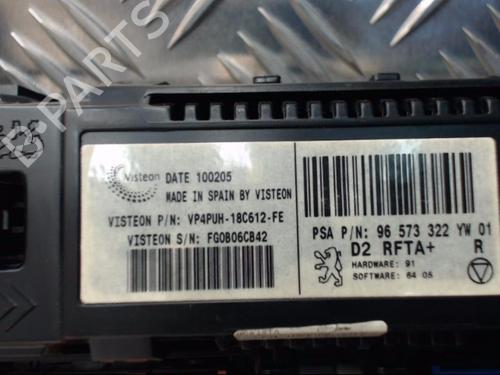 Visteon DATE 100205
MADE IN SPAIN BY VISTEON
VISTEON P/N: VP4PUH-18C612-FE
VISTEON S/N: FG0B06CB42
PSA P/N: 96 573 322 YW 01
D2 RFTA+ R
HARDWARE: 91
SOFTWARE: 64 05